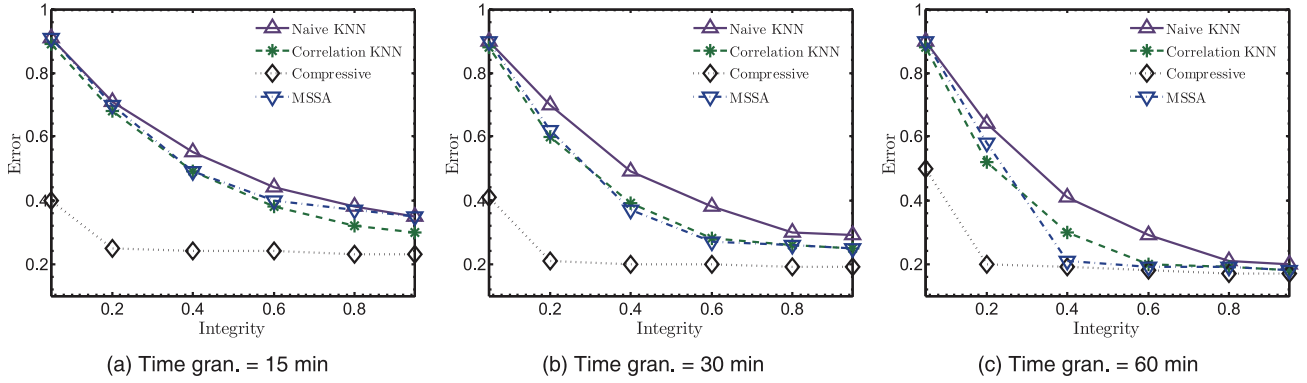 1
0.8
0.6
0.4
0.2
Error
0.2
0.4
0.6
0.8
Integrity
Naive KNN
Correlation KNN
Compressive
MSSA
(a) Time gran. = 15 min
1
0.8
0.6
0.4
0.2
Error
0.2
0.4
0.6
0.8
Integrity
Naive KNN
Correlation KNN
Compressive
MSSA
(b) Time gran. = 30 min
1
0.8
0.6
0.4
0.2
Error
0.2
0.4
0.6
0.8
Integrity
Naive KNN
Correlation KNN
Compressive
MSSA
(c) Time gran. = 60 min